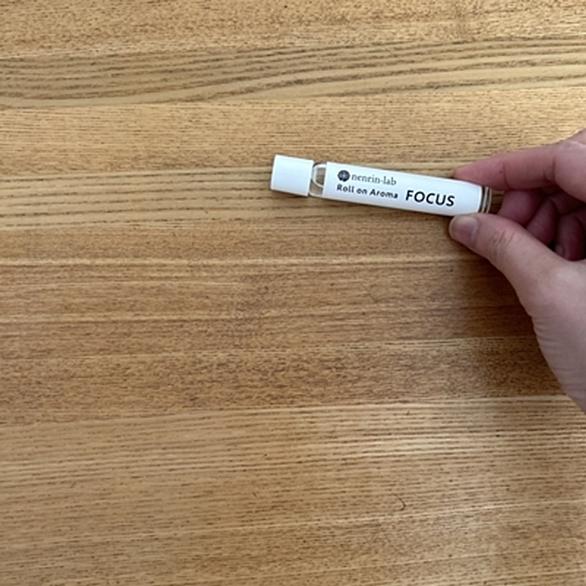 nenrin-lab
Roll on Aroma FOCUS